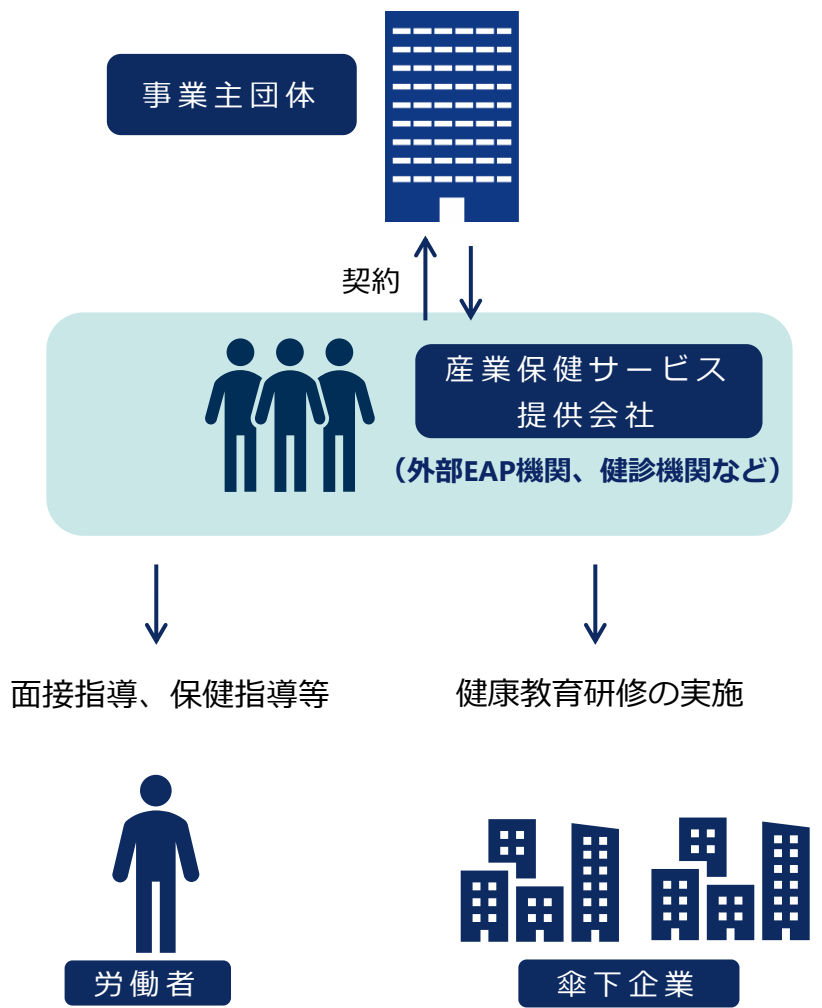 事業主団体
契約
産業保健サービス
提供会社
（外部EAP機関、健診機関など）
面接指導、保健指導等
健康教育研修の実施
労働者
傘下企業